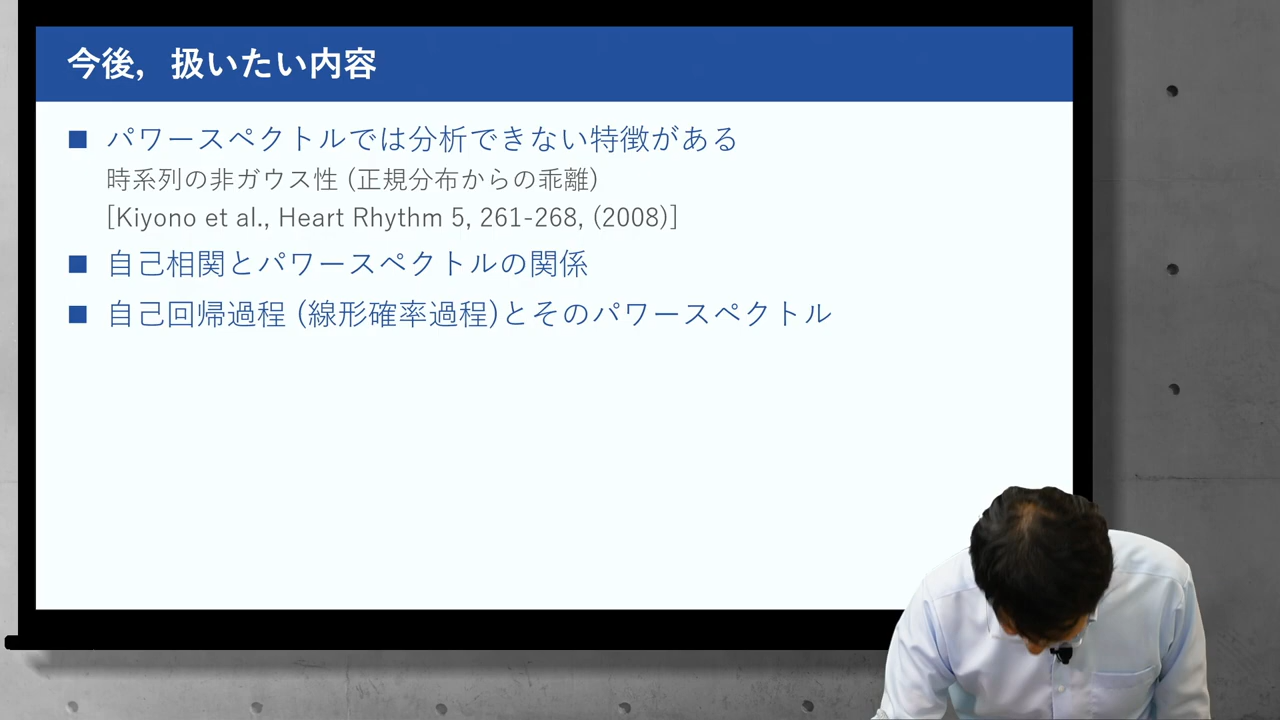 今後，扱いたい内容
■ パワースペクトルでは分析できない特徴がある
時系列の非ガウス性 (正規分布からの乖離)
[Kiyono et al., Heart Rhythm 5, 261-268, (2008)]
■ 自己相関とパワースペクトルの関係
■ 自己回帰過程 (線形確率過程)とそのパワースペクトル